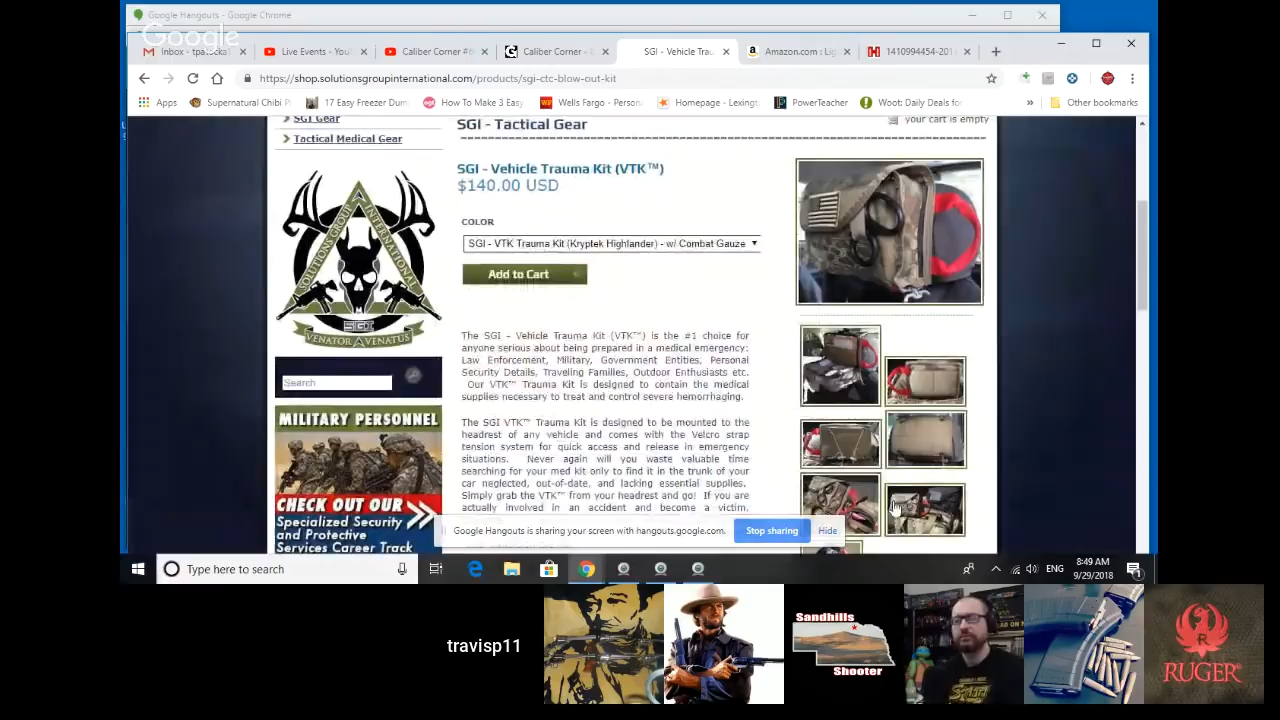 Google Hangouts - Google Chrome
Google
Live Events - You
Caliber Corner #6
Caliber Corner -
SGI - Vehicle Trau
Amazon.com : Lig
1410994454-201
https://shop.solutionsgroupinternational.com/products/sgi-ctc-blow-out-kit
Apps
Supernatural Chibi P
17 Easy Freezer Dum
How To Make 3 Easy
Wells Fargo - Person
Homepage - Lexingt
PowerTeacher
Woot: Daily Deals for
»
Other bookmarks
SGI Gear
Tactical Medical Gear
SGI - Tactical Gear
your cart is empty
SGI - Vehicle Trauma Kit (VTK™)
$140.00 USD
COLOR
SGI - VTK Trauma Kit (Kryptek Highlander) - w/ Combat Gauze
Add to Cart
SOLUTIONS GROUP INTERNATIONAL
SGI
VENATOR VENATUS
Search
MILITARY PERSONNEL
CHECK OUT OUR
Specialized Security
and Protective
Services Career Track
The SGI - Vehicle Trauma Kit (VTK™) is the #1 choice for
anyone serious about being prepared in a medical emergency:
Law Enforcement, Military, Government Entities, Personal
Security Details, Traveling Families, Outdoor Enthusiasts etc.
Our VTK™ Trauma Kit is designed to contain the medical
supplies necessary to treat and control severe hemorrhaging.
The SGI VTK™ Trauma Kit is designed to be mounted to the
headrest of any vehicle and comes with the Velcro strap
tension system for quick access and release in emergency
situations. Never again will you waste valuable time
searching for your med kit only to find it in the trunk of your
car neglected, out-of-date, and lacking essential supplies.
Simply grab the VTK™ from your headrest and go! If you are
actually involved in an accident and become a victim,
Google Hangouts is sharing your screen with hangouts.google.com.
Stop sharing
Hide
Type here to search
ENG
8:49 AM
9/29/2018
1
travisp11
Sandhills
Shooter
R
RUGER